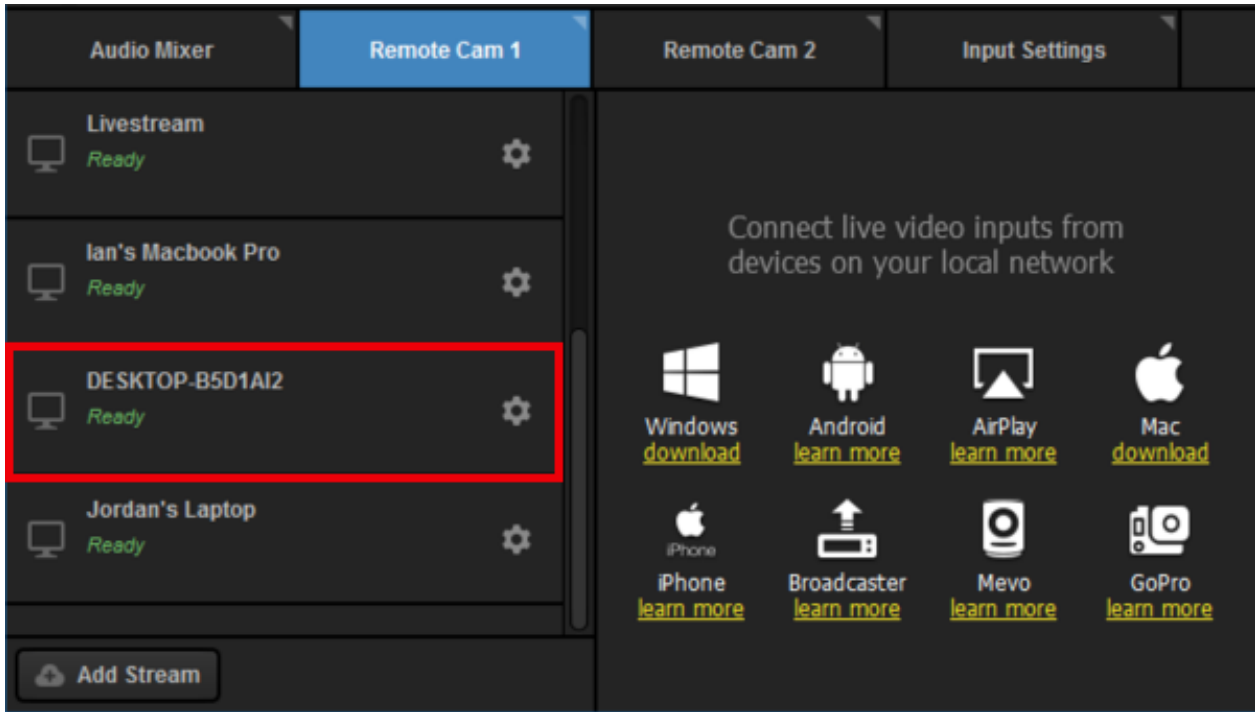 Audio Mixer
Remote Cam 1
Remote Cam 2
Input Settings
Livestream
Ready
Ian's Macbook Pro
Ready
DESKTOP-B5D1AI2
Ready
Jordan's Laptop
Ready
Add Stream
Connect live video inputs from
devices on your local network
Windows
download
Android
learn more
AirPlay
learn more
Mac
download
iPhone
iPhone
learn more
Broadcaster
learn more
Mevo
learn more
GoPro
learn more